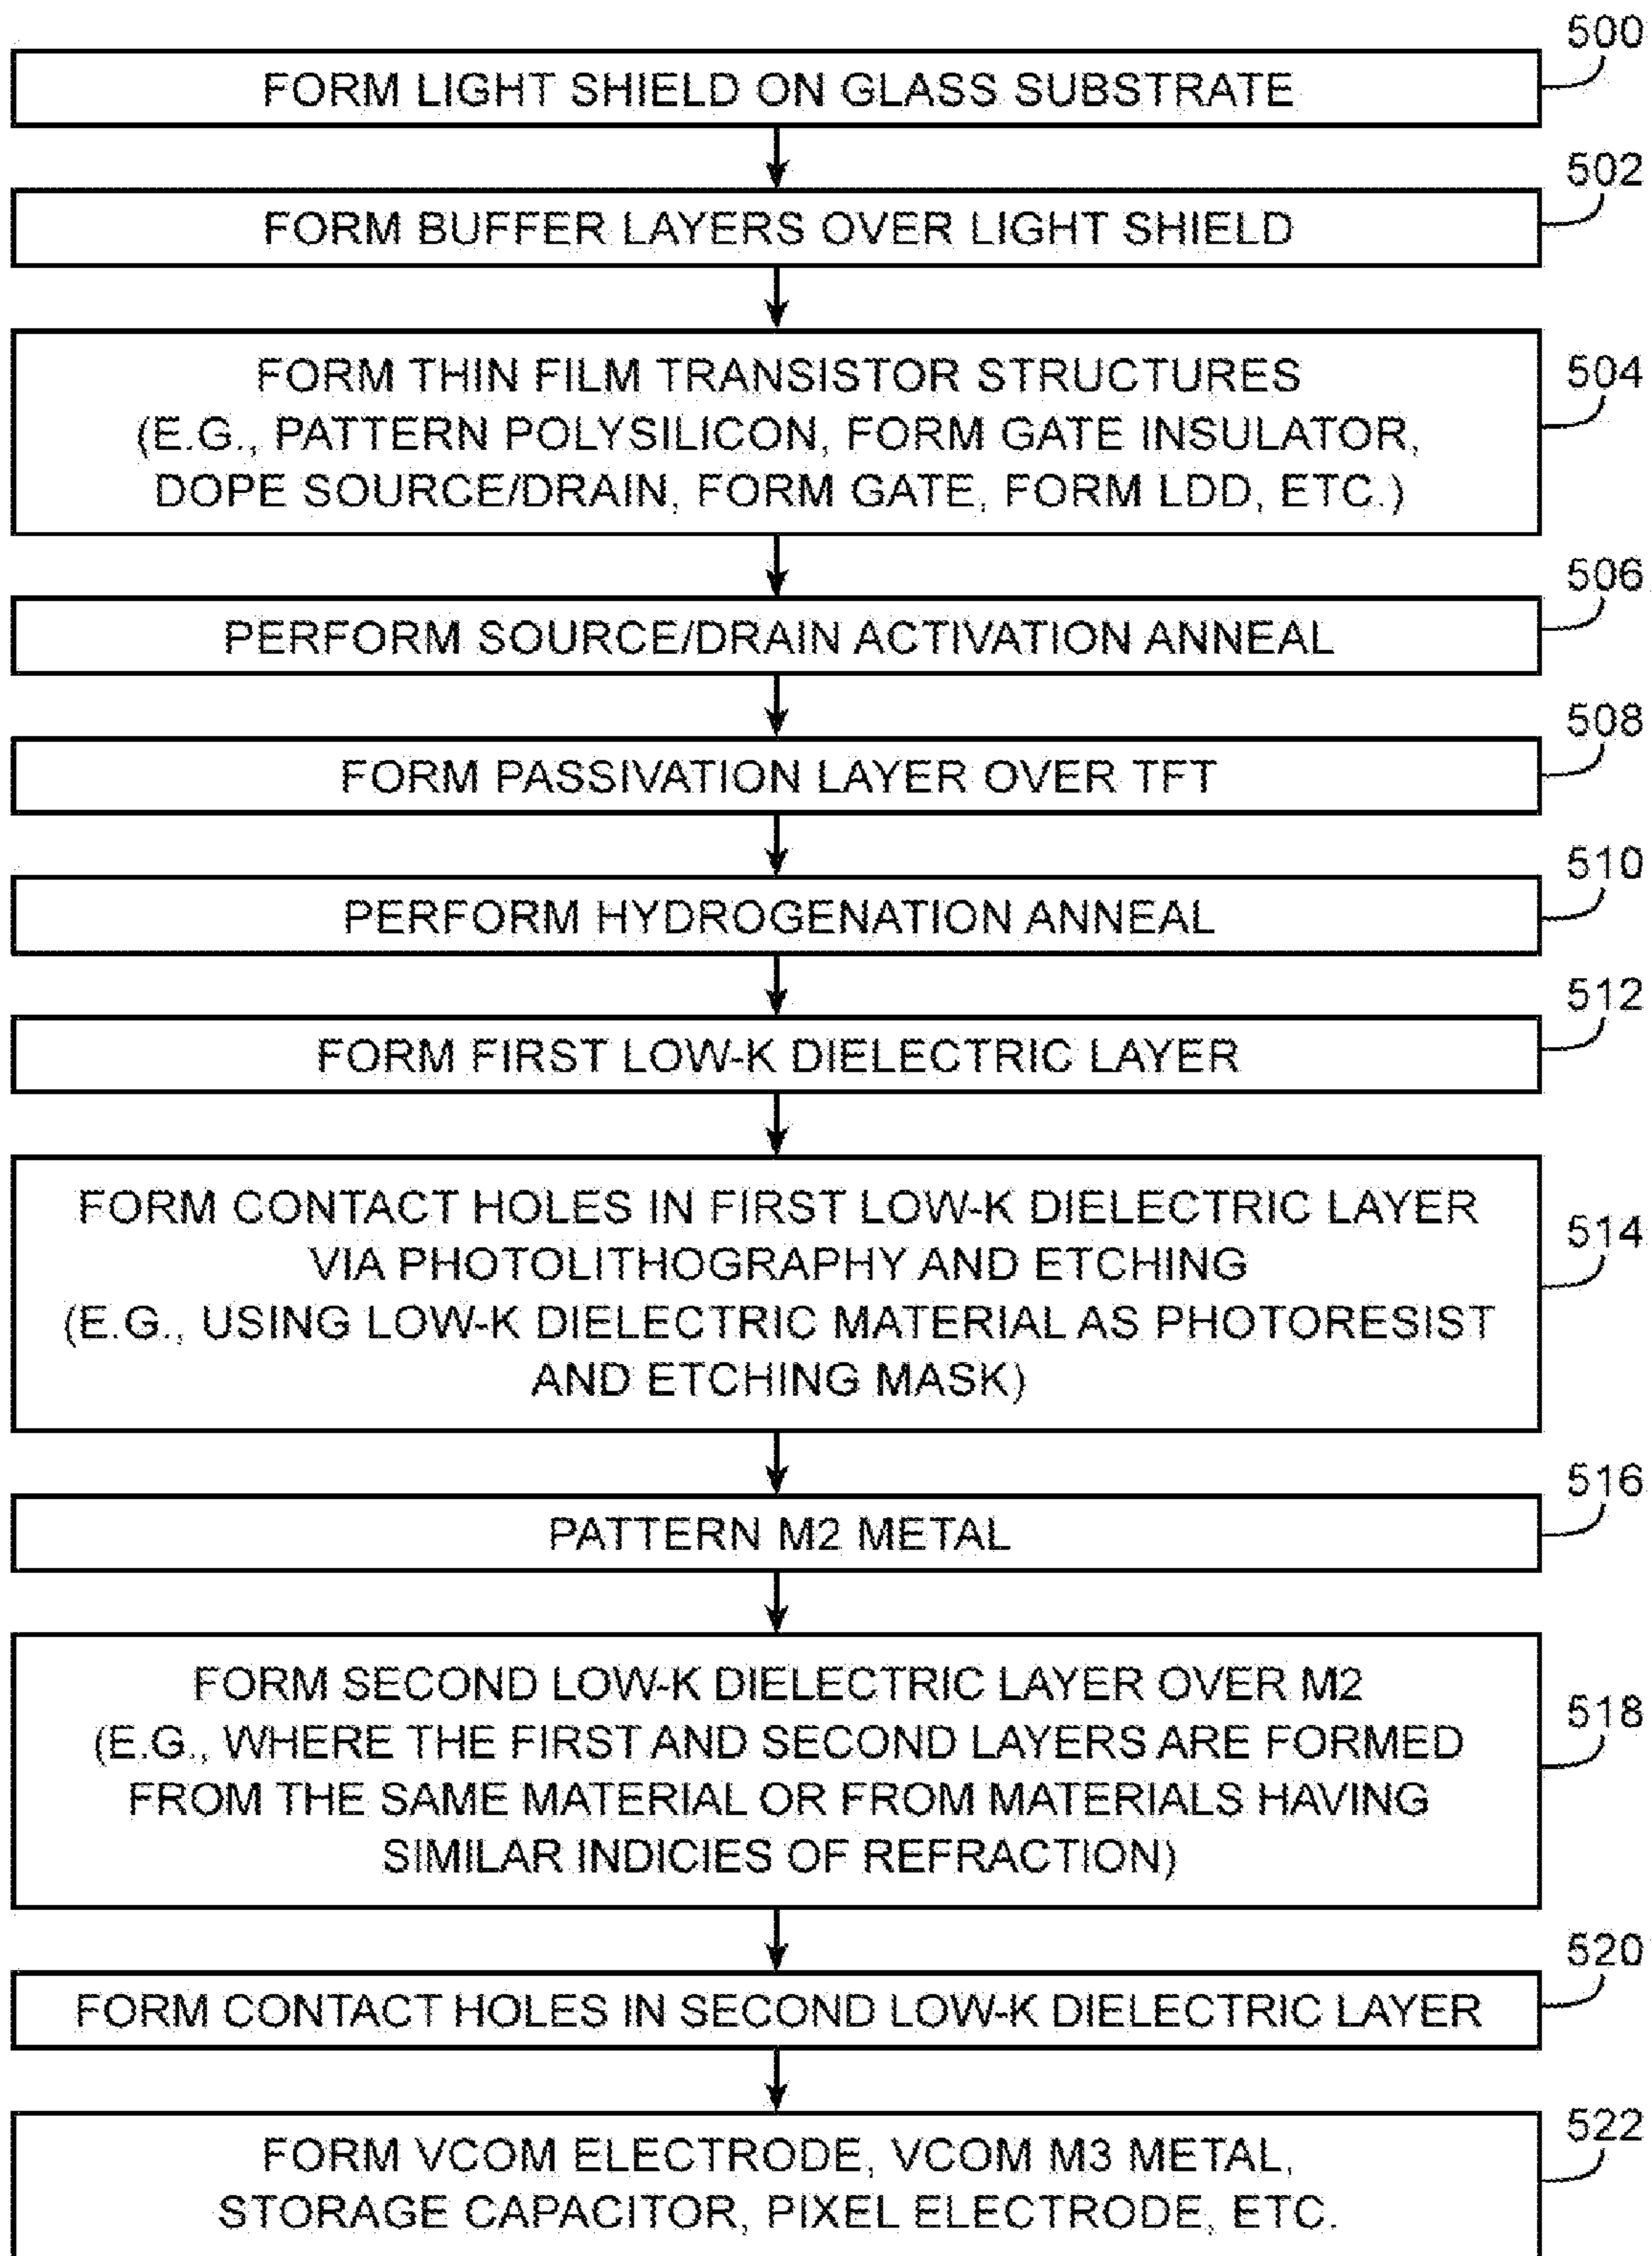 500
FORM LIGHT SHIELD ON GLASS SUBSTRATE
502
FORM BUFFER LAYERS OVER LIGHT SHIELD
504
FORM THIN FILM TRANSISTOR STRUCTURES
(E.G., PATTERN POLYSILICON, FORM GATE INSULATOR,
DOPE SOURCE/DRAIN, FORM GATE, FORM LDD, ETC.)
506
PERFORM SOURCE/DRAIN ACTIVATION ANNEAL
508
FORM PASSIVATION LAYER OVER TFT
510
PERFORM HYDROGENATION ANNEAL
512
FORM FIRST LOW-K DIELECTRIC LAYER
514
FORM CONTACT HOLES IN FIRST LOW-K DIELECTRIC LAYER
VIA PHOTOLITHOGRAPHY AND ETCHING
(E.G., USING LOW-K DIELECTRIC MATERIAL AS PHOTORESIST
AND ETCHING MASK)
516
PATTERN M2 METAL
518
FORM SECOND LOW-K DIELECTRIC LAYER OVER M2
(E.G., WHERE THE FIRST AND SECOND LAYERS ARE FORMED
FROM THE SAME MATERIAL OR FROM MATERIALS HAVING
SIMILAR INDICIES OF REFRACTION)
520
FORM CONTACT HOLES IN SECOND LOW-K DIELECTRIC LAYER
522
FORM VCOM ELECTRODE, VCOM M3 METAL,
STORAGE CAPACITOR, PIXEL ELECTRODE, ETC.